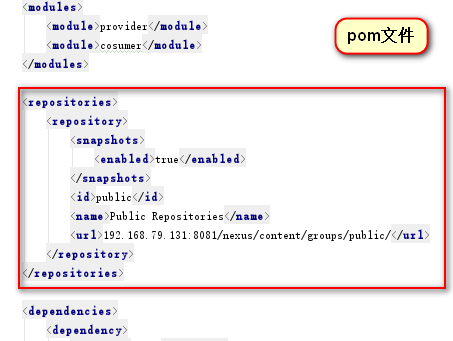 <modules>
<module>provider</module>
<module>cosumer</module>
</modules>
pom文件
<repositories>
<repository>
<snapshots>
<enabled>true</enabled>
</snapshots>
<id>public</id>
<name>Public Repositories</name>
<url>192.168.79.131:8081/nexus/content/groups/public/</url>
</repository>
</repositories>
<dependencies>
<dependency>